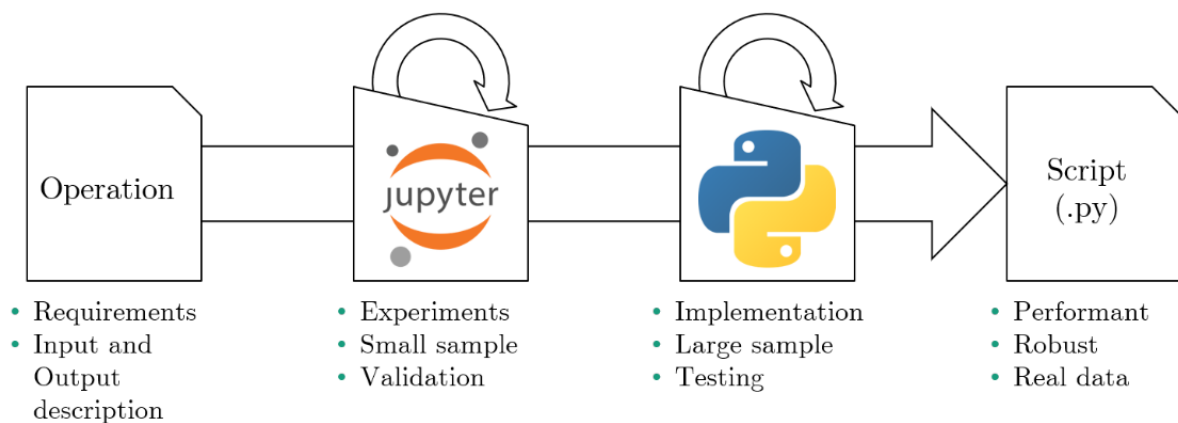 Operation
jupyter
Script
(.py)
• Requirements
• Input and
Output
description
• Experiments
• Small sample
• Validation
• Implementation
• Large sample
• Testing
• Performant
• Robust
• Real data